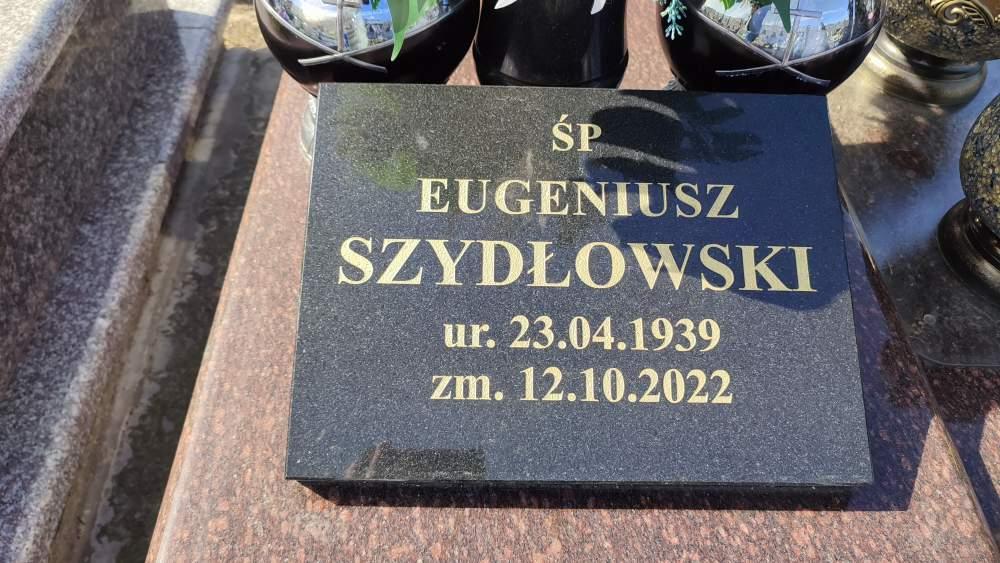 ŚP
EUGENIUSZ
SZYDŁOWSKI
ur. 23.04.1939
zm. 12.10.2022